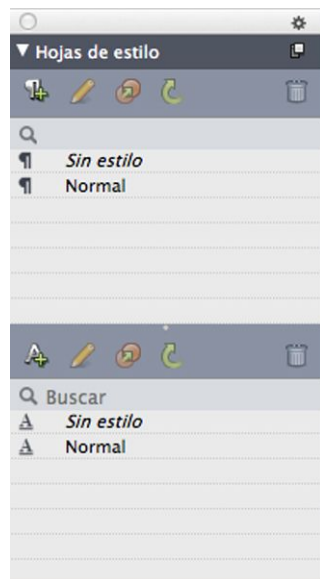 Hojas de estilo
¶ Sin estilo
¶ Normal
Buscar
A Sin estilo
A Normal